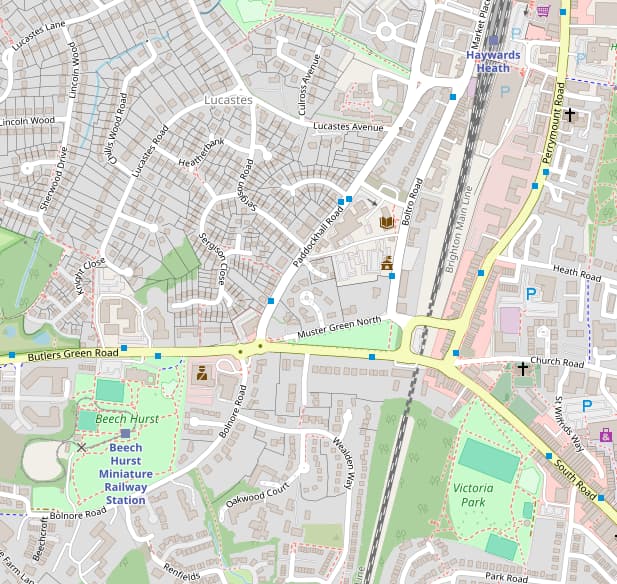 Market Place
Lucastes Lane
Lincoln Wood
Haywards
Heath
Culross Avenue
Perrymount Road
Lucastes
Lincoln Wood
Chillis Wood Road
Lucastes Road
Lucastes Avenue
Heatherbank
Sherwood Drive
Sergison Road
Boltro Road
Paddockhall Road
Brighton Main Line
Sergison Close
Knight Close
Heath Road
P
P
P
P
Muster Green North
Butlers Green Road
Church Road
Beech Hurst
Bolnore Road
St Wilfrids Way
Beech
Hurst
Miniature
Railway
Station
Wealden Way
South Road
Victoria
Park
Oakwood Court
Bolnore Road
Beechcroft
Renfields
Park Road